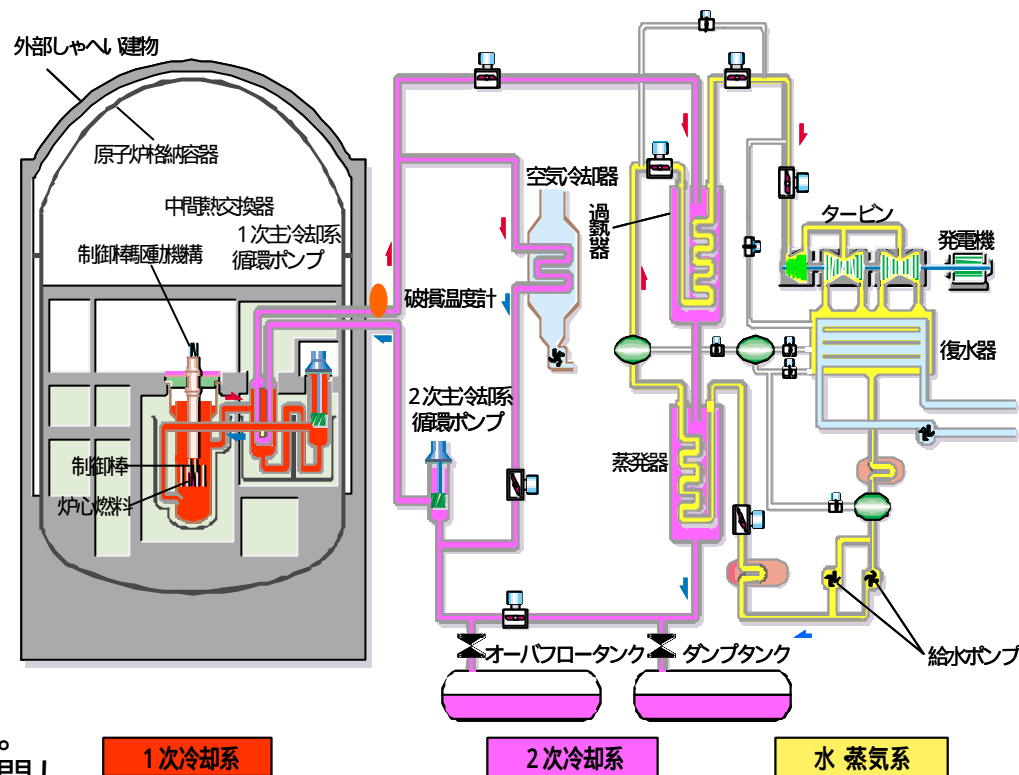 外部しゃへい建物
原子炉格納容器
中間熱交換器
1次主冷却系
循環ポンプ
制御棒駆動機構
制御棒
炉心燃料
破損温度計
空気冷却器
2次主冷却系
循環ポンプ
過熱器
蒸発器
タービン
発電機
復水器
給水ポンプ
オーバフロータンク
ダンプタンク
。
1次冷却系
2次冷却系
水 蒸気系